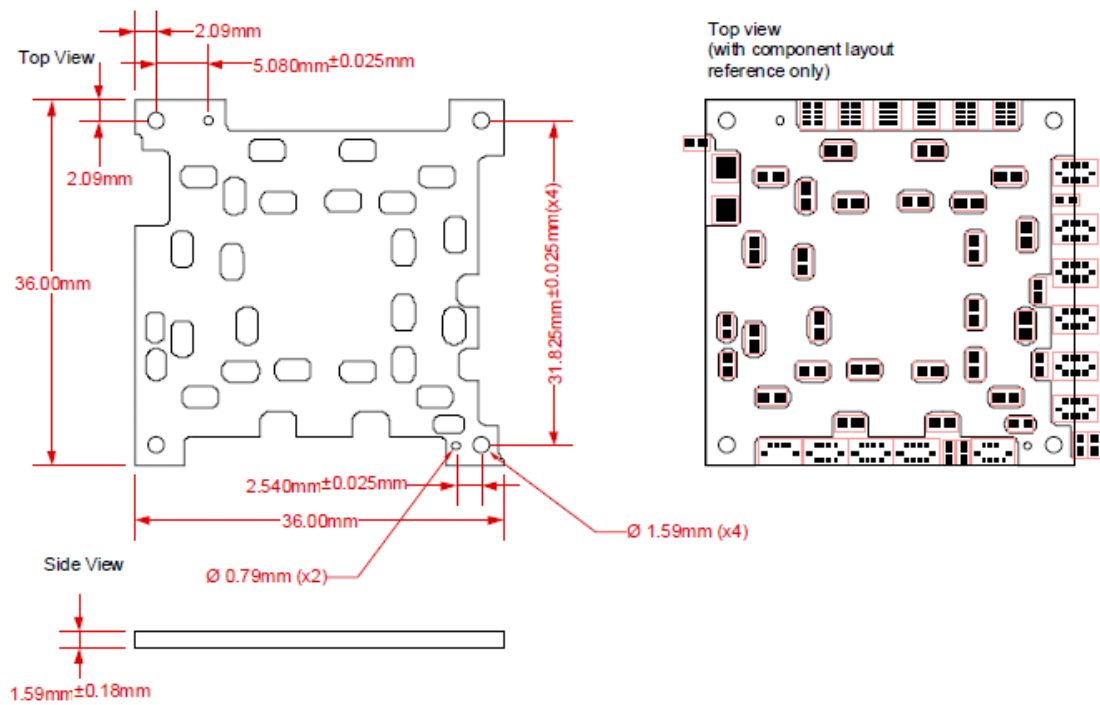 2.09mm
Top View
5.080mm±0.025mm
Top view
(with component layout
reference only)
2.09mm
36.00mm
31.825mm±0.025mm(x4)
2.540mm±0.025mm
36.00mm
Ø 1.59mm (x4)
Side View
Ø 0.79mm (x2)
1.59mm±0.18mm